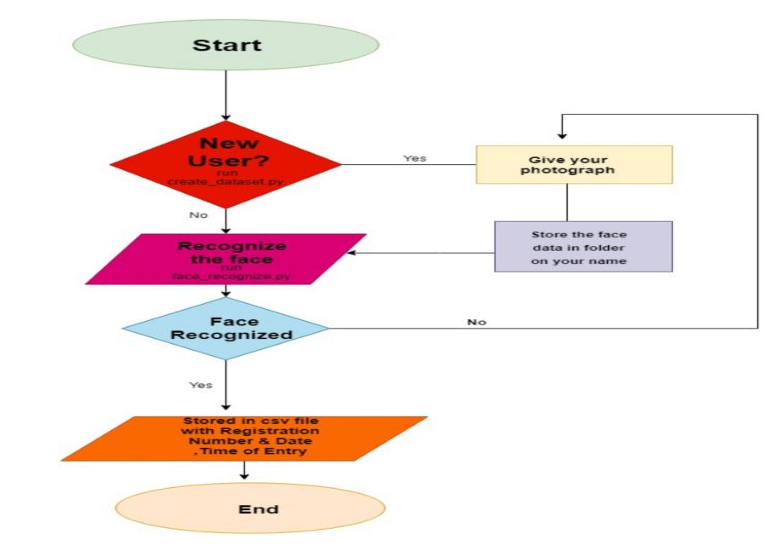 Start
New
User?
run
create_dataset.py
Yes
Give your
photograph
No
Store the face
data in folder
on your name
Recognize
the face
run
face_recognize.py
Face
Recognized
No
Yes
Stored in csv file
with Registration
Number & Date
,Time of Entry
End